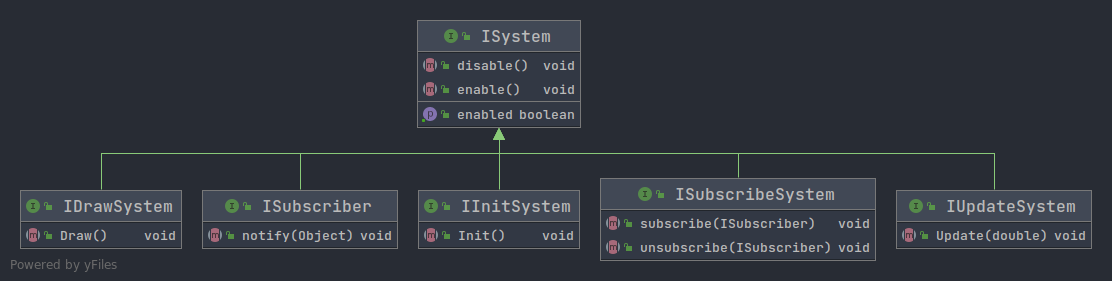 I ISystem
m disable() void
m enable() void
p enabled boolean
I IDrawSystem
m Draw() void
I ISubscriber
m notify(Object) void
I IInitSystem
m Init() void
I ISubscribeSystem
m subscribe(ISubscriber) void
m unsubscribe(ISubscriber) void
I IUpdateSystem
m Update(double) void
Powered by yFiles